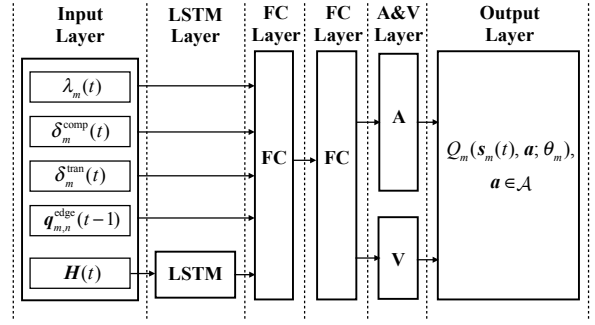 Input Layer
LSTM Layer
FC Layer
FC Layer
A&V Layer
Output Layer
λ_m(t)
δ_m^comp(t)
δ_m^tran(t)
q_{m,n}^edge(t−1)
H(t)
LSTM
FC
FC
A
V
Q_m(s_m(t), a; θ_m),
a ∈ 𝒜